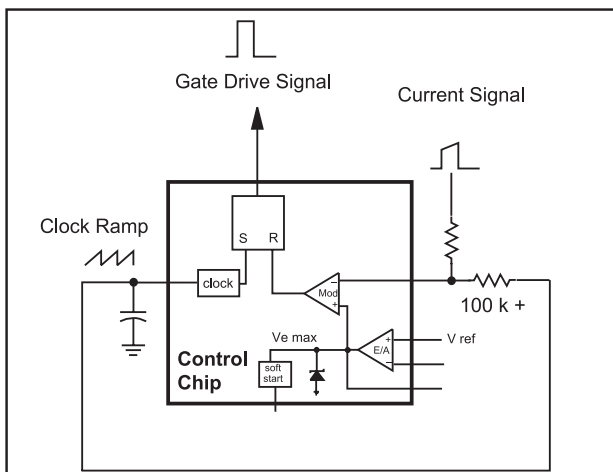 Gate Drive Signal
Current Signal
Clock Ramp
S R
clock
Mod
−
+
100 k +
Ve max
+
E/A
−
V ref
Control
Chip
soft
start